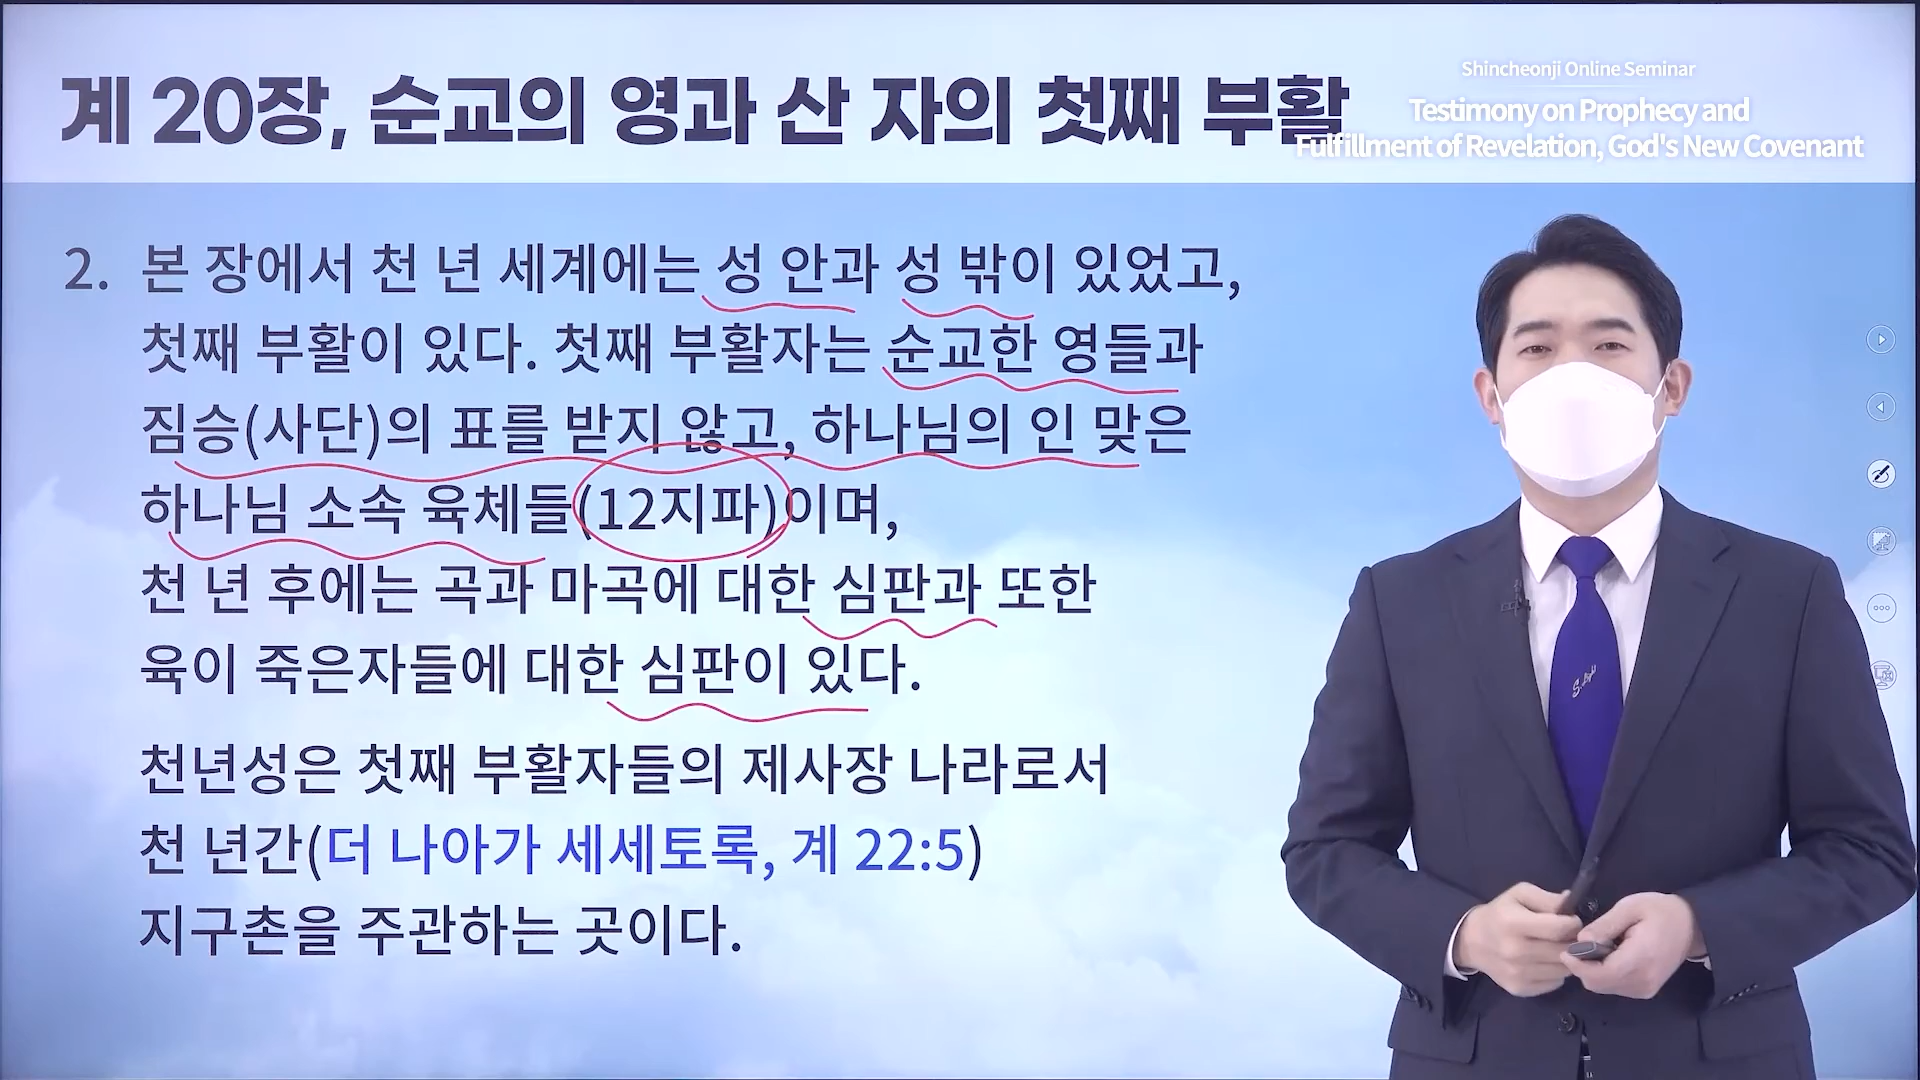 계 20장, 순교의 영과 산 자의 첫째 부활
Shincheonji Online Seminar
Testimony on Prophecy and
Fulfillment of Revelation, God's New Covenant
2. 본 장에서 천 년 세계에는 성 안과 성 밖이 있었고,
첫째 부활이 있다. 첫째 부활자는 순교한 영들과
짐승(사단)의 표를 받지 않고, 하나님의 인 맞은
하나님 소속 육체들(12지파)이며,
천 년 후에는 곡과 마곡에 대한 심판과 또한
육이 죽은자들에 대한 심판이 있다.
천년성은 첫째 부활자들의 제사장 나라로서
천 년간(더 나아가 세세토록, 계 22:5)
지구촌을 주관하는 곳이다.